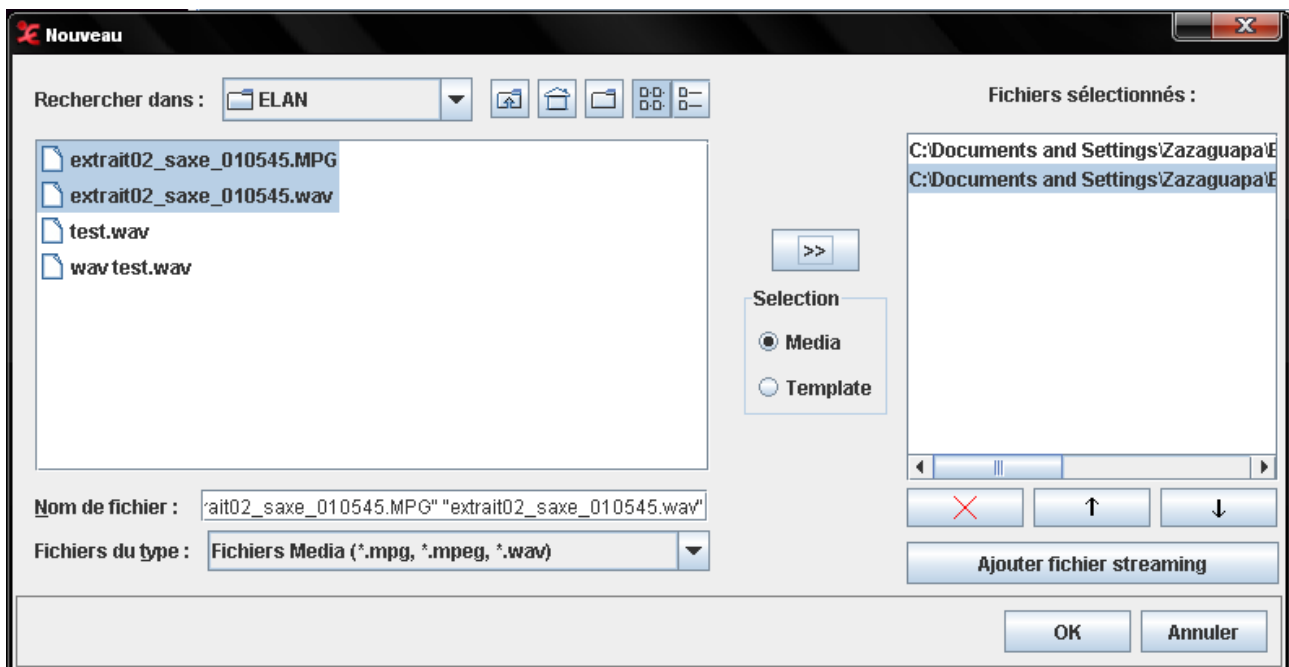 Nouveau
Rechercher dans : ELAN
Fichiers sélectionnés :
extrait02_saxe_010545.MPG
extrait02_saxe_010545.wav
test.wav
wav test.wav
C:\Documents and Settings\Zazaguapa\E
C:\Documents and Settings\Zazaguapa\E
>>
Selection
Media
Template
Nom de fichier : rait02_saxe_010545.MPG" "extrait02_saxe_010545.wav"
Fichiers du type : Fichiers Media (*.mpg, *.mpeg, *.wav)
Ajouter fichier streaming
OK
Annuler